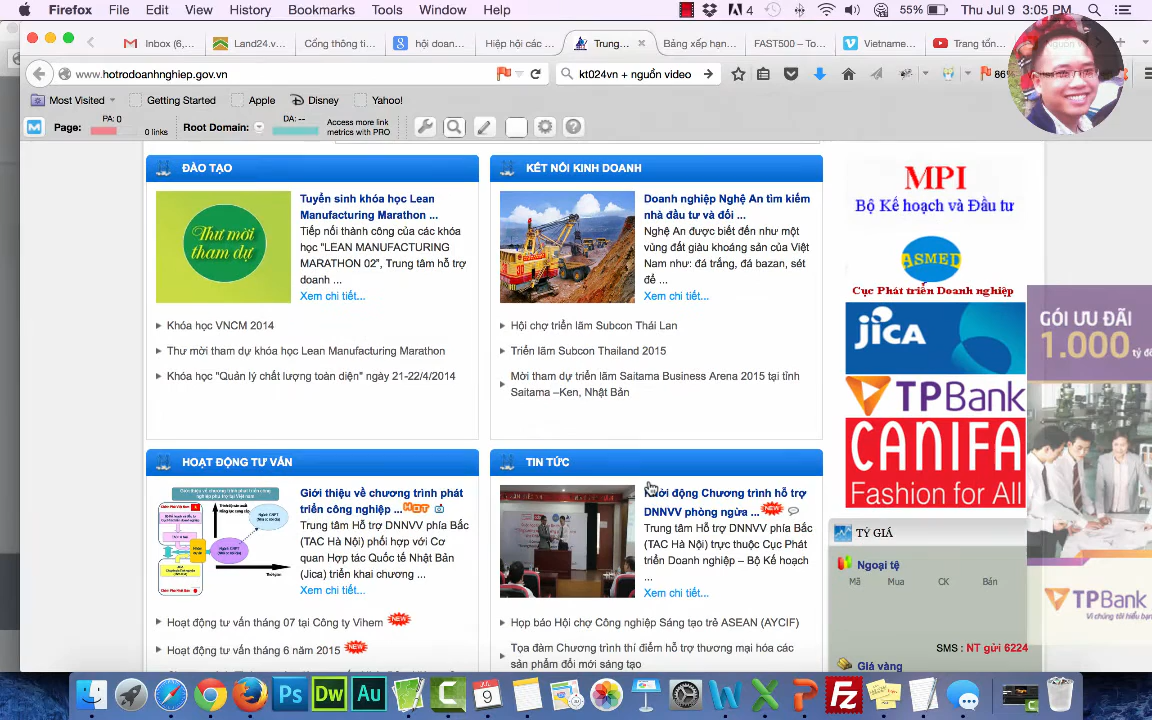 Firefox File Edit View History Bookmarks Tools Window Help
4 55% Thu Jul 9 3:05 PM
Inbox (6,... Land24.v... Cổng thông ti... hội doan... Hiệp hội các ... Trung... Bảng xếp hạn... FAST500 – To... Vietname... Trang tổn...
www.hotrodoanhnghiep.gov.vn
kt024vn + nguồn video
86
Most Visited Getting Started Apple Disney Yahoo!
Page: PA: 0 0 links Root Domain: DA: -- Access more link metrics with PRO
ĐÀO TẠO
Thư mời
tham dự
Tuyển sinh khóa học Lean
Manufacturing Marathon ...
Tiếp nối thành công của các khóa
học "LEAN MANUFACTURING
MARATHON 02", Trung tâm hỗ trợ
doanh ...
Xem chi tiết...
Khóa học VNCM 2014
Thư mời tham dự khóa học Lean Manufacturing Marathon
Khóa học "Quản lý chất lượng toàn diện" ngày 21-22/4/2014
KẾT NỐI KINH DOANH
Doanh nghiệp Nghệ An tìm kiếm
nhà đầu tư và đối ...
Nghệ An được biết đến như một
vùng đất giàu khoáng sản của Việt
Nam như: đá trắng, đá bazan, sét
để ...
Xem chi tiết...
Hội chợ triển lãm Subcon Thái Lan
Triển lãm Subcon Thailand 2015
Mời tham dự triển lãm Saitama Business Arena 2015 tại tỉnh
Saitama –Ken, Nhật Bản
HOẠT ĐỘNG TƯ VẤN
Giới thiệu về chương trình phát
triển công nghiệp ... HOT
Trung tâm Hỗ trợ DNNVV phía Bắc
(TAC Hà Nội) phối hợp với Cơ
quan Hợp tác Quốc tế Nhật Bản
(Jica) triển khai chương ...
Xem chi tiết...
Hoạt động tư vấn tháng 07 tại Công ty Vihem NEW
Hoạt động tư vấn tháng 6 năm 2015 NEW
TIN TỨC
Khởi động Chương trình hỗ trợ
DNNVV phòng ngừa ... NEW
Trung tâm Hỗ trợ DNNVV phía Bắc
(TAC Hà Nội) trực thuộc Cục Phát
triển Doanh nghiệp – Bộ Kế hoạch
...
Xem chi tiết...
Họp báo Hội chợ Công nghiệp Sáng tạo trẻ ASEAN (AYCIF)
Tọa đàm Chương trình thí điểm hỗ trợ thương mại hóa các
sản phẩm đổi mới sáng tạo
MPI
Bộ Kế hoạch và Đầu tư
ASMED
Cục Phát triển Doanh nghiệp
jICA
TPBank
CANIFA
Fashion for All
TỶ GIÁ
Ngoại tệ
Mã Mua CK Bán
SMS : NT gửi 6224
Giá vàng
GÓI ƯU ĐÃI
1.000 tỷ
TPBank
Vì chúng tôi hiểu bạn
Ps Dw Au JUL 9 Fz